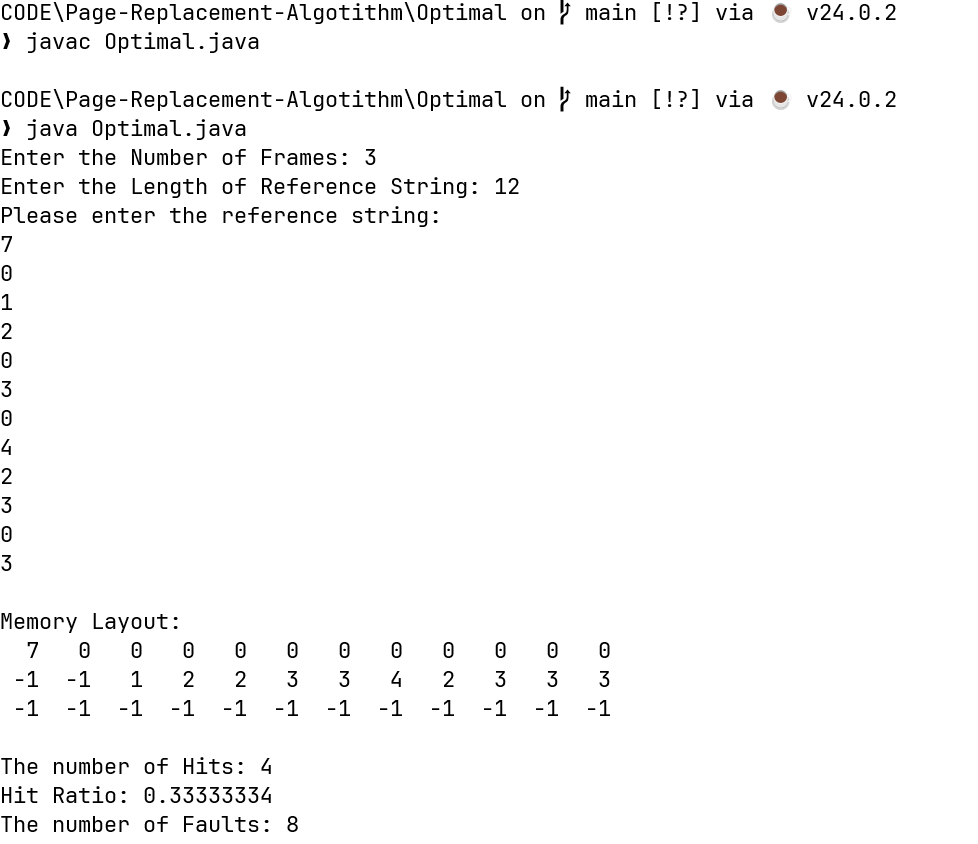 CODE\Page-Replacement-Algotithm\Optimal on main [!?] via ☕ v24.0.2
❱ javac Optimal.java
CODE\Page-Replacement-Algotithm\Optimal on main [!?] via ☕ v24.0.2
❱ java Optimal.java
Enter the Number of Frames: 3
Enter the Length of Reference String: 12
Please enter the reference string:
7
0
1
2
0
3
0
4
2
3
0
3
Memory Layout:
7 0 0 0 0 0 0 0 0 0 0 0
-1 -1 1 2 2 3 3 4 2 3 3 3
-1 -1 -1 -1 -1 -1 -1 -1 -1 -1 -1 -1
The number of Hits: 4
Hit Ratio: 0.33333334
The number of Faults: 8